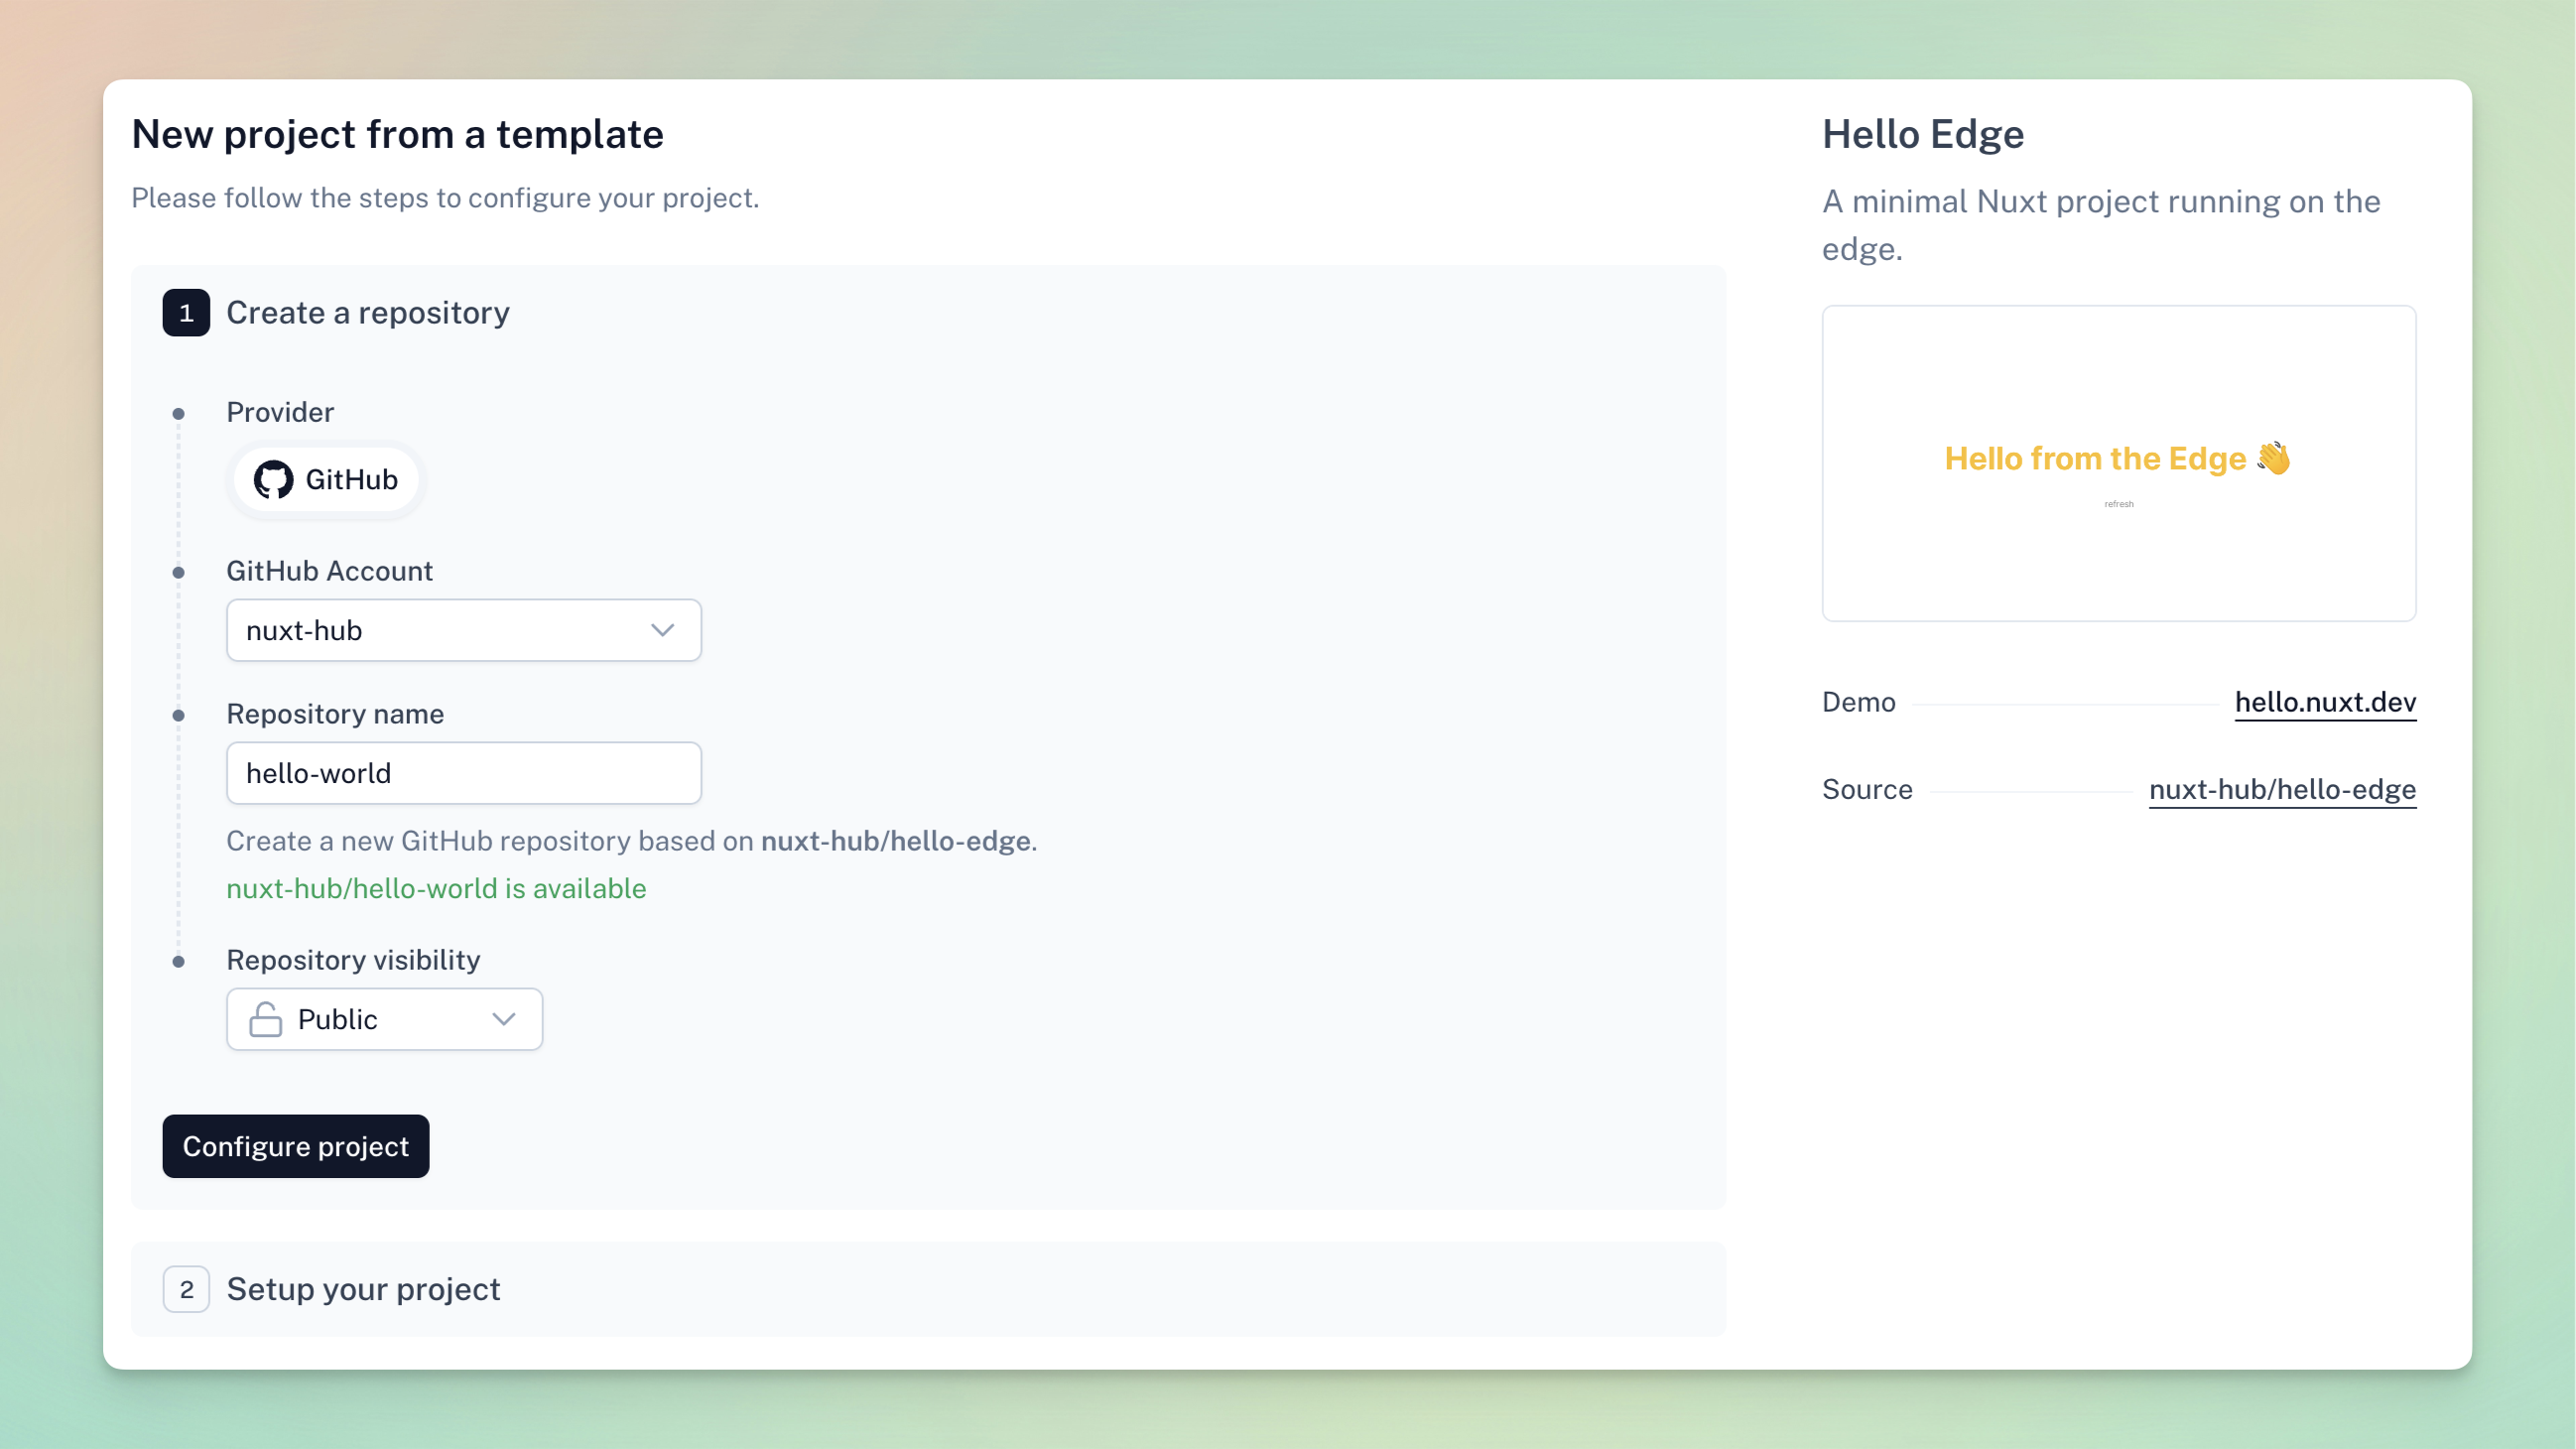 New project from a template
Please follow the steps to configure your project.
1 Create a repository
Provider
GitHub
GitHub Account
nuxt-hub
Repository name
hello-world
Create a new GitHub repository based on nuxt-hub/hello-edge.
nuxt-hub/hello-world is available
Repository visibility
Public
Configure project
2 Setup your project
Hello Edge
A minimal Nuxt project running on the
edge.
Hello from the Edge 👋
refresh
Demo hello.nuxt.dev
Source nuxt-hub/hello-edge